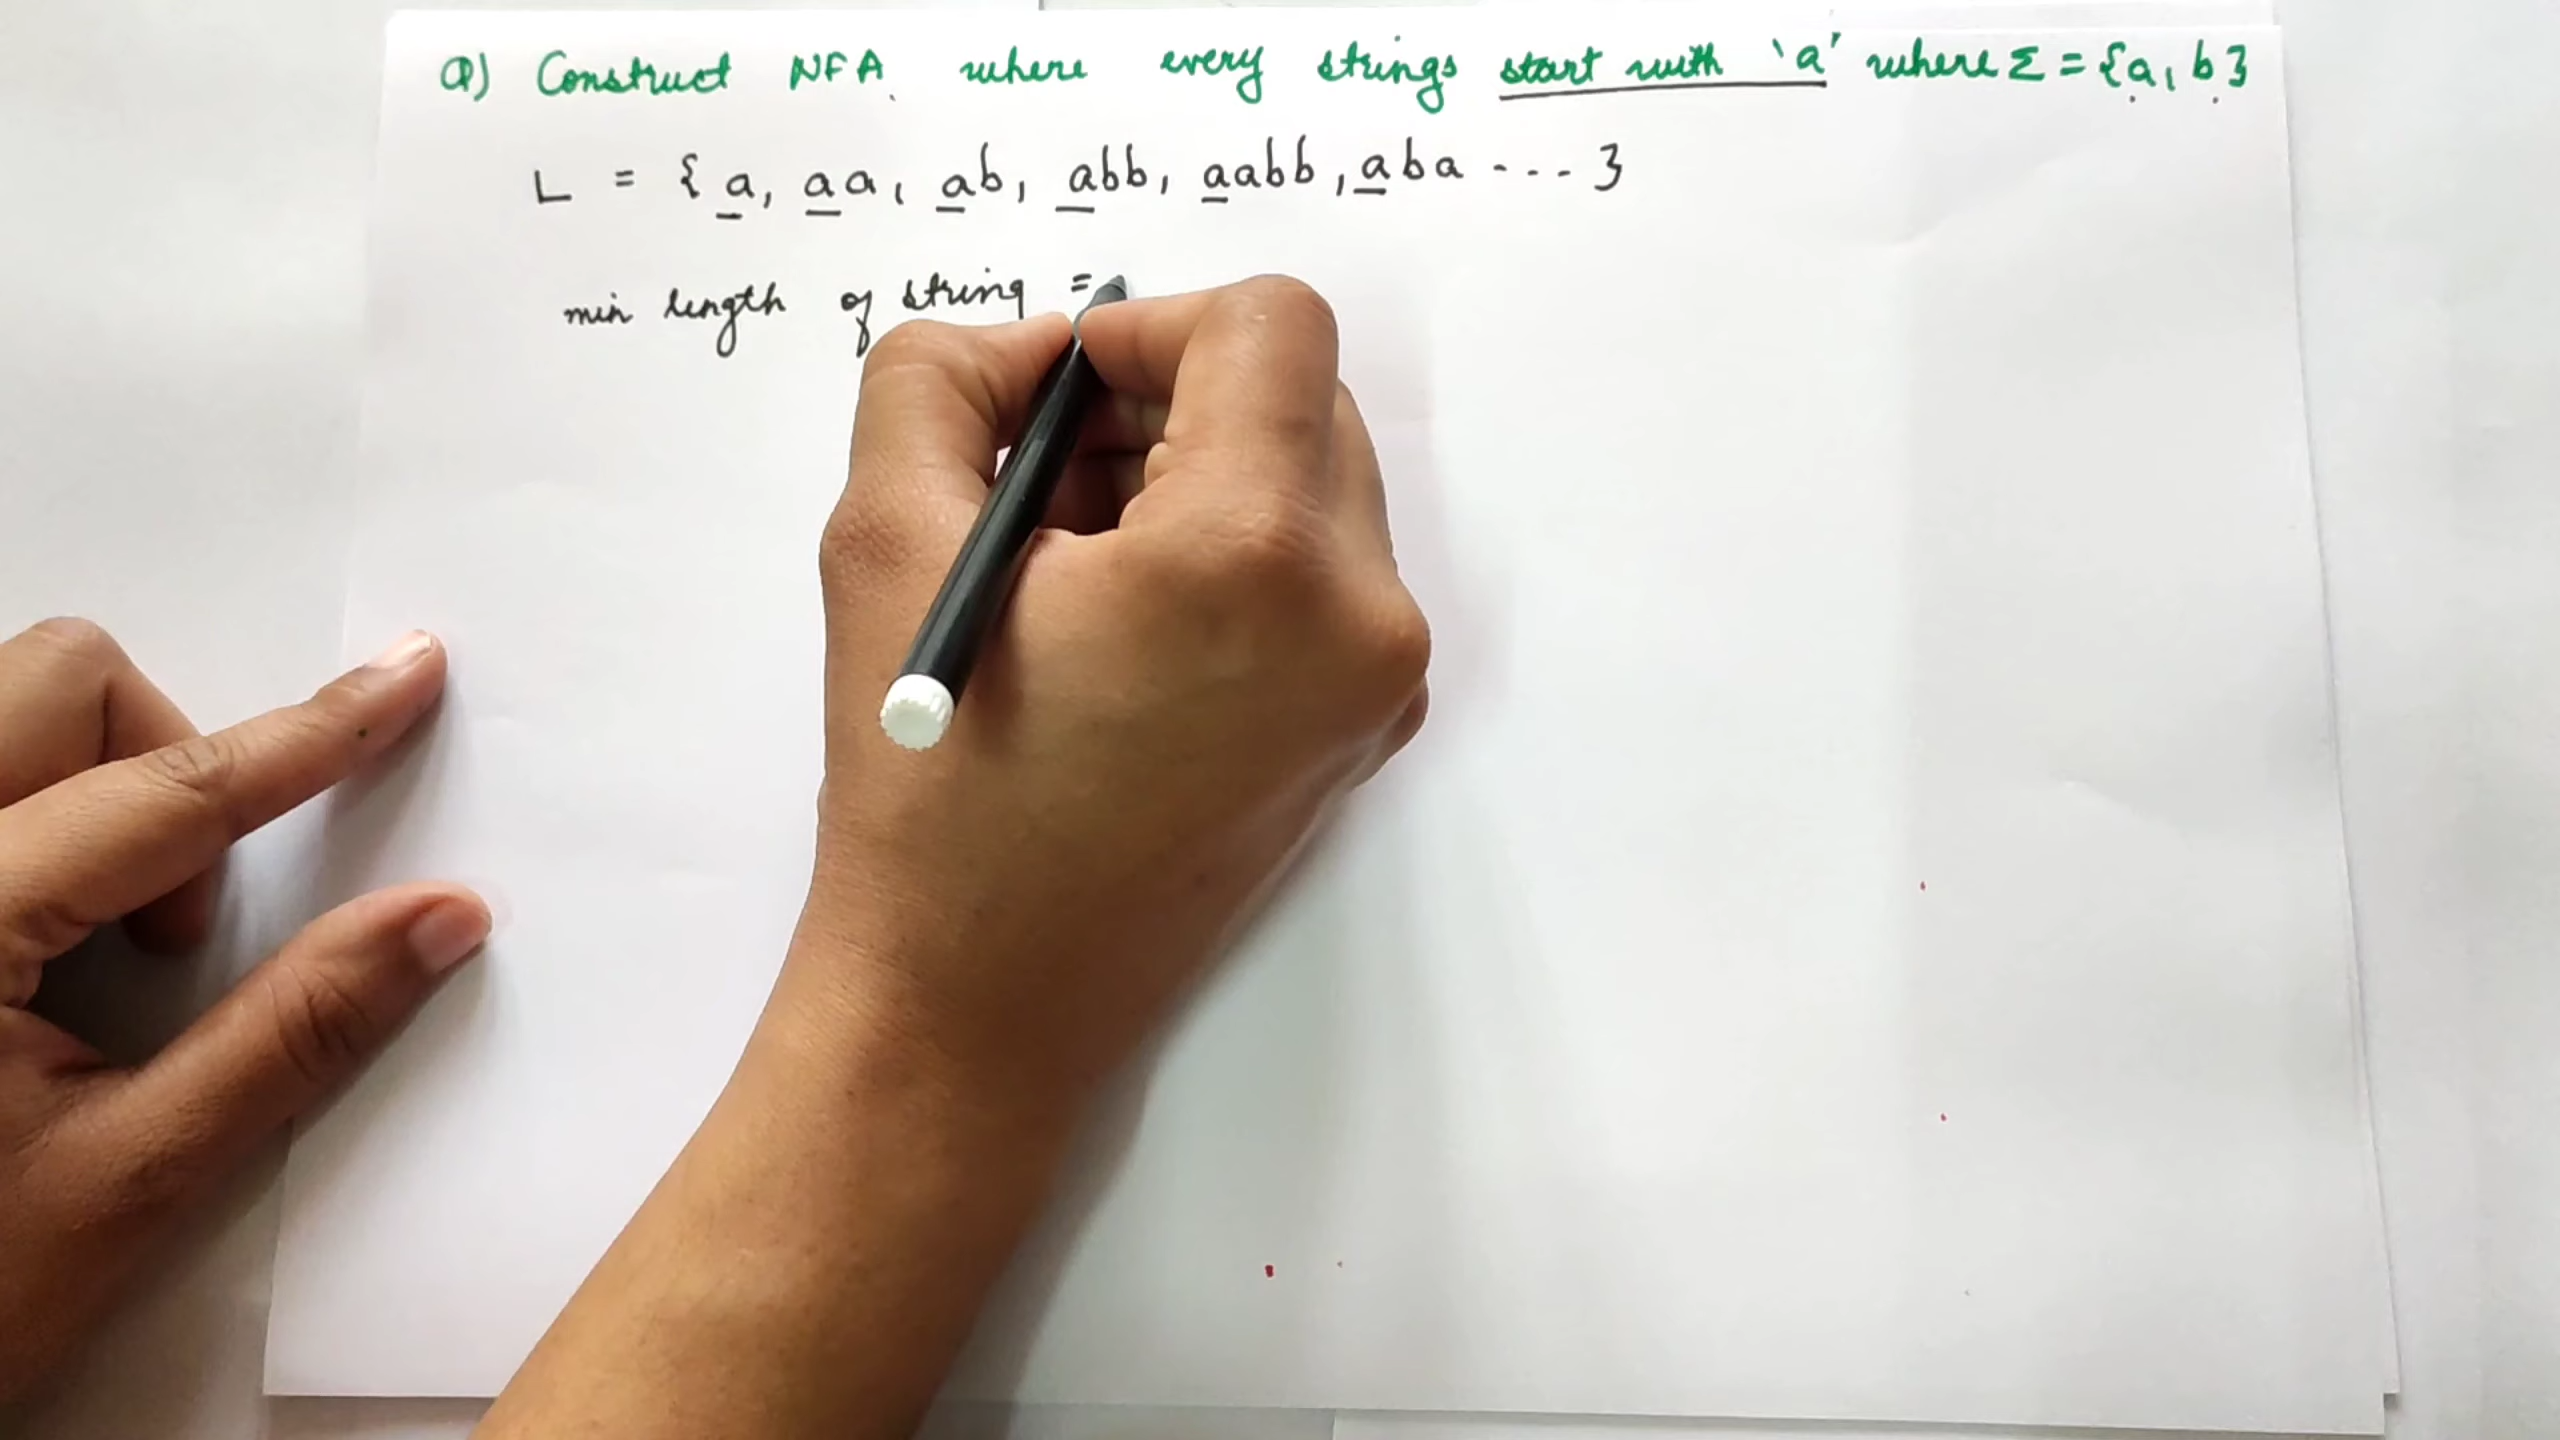 Q) Construct NFA where every strings start with 'a' where Σ = {a, b}
L = { a, aa, ab, abb, aabb, aba --- }
min length of string =